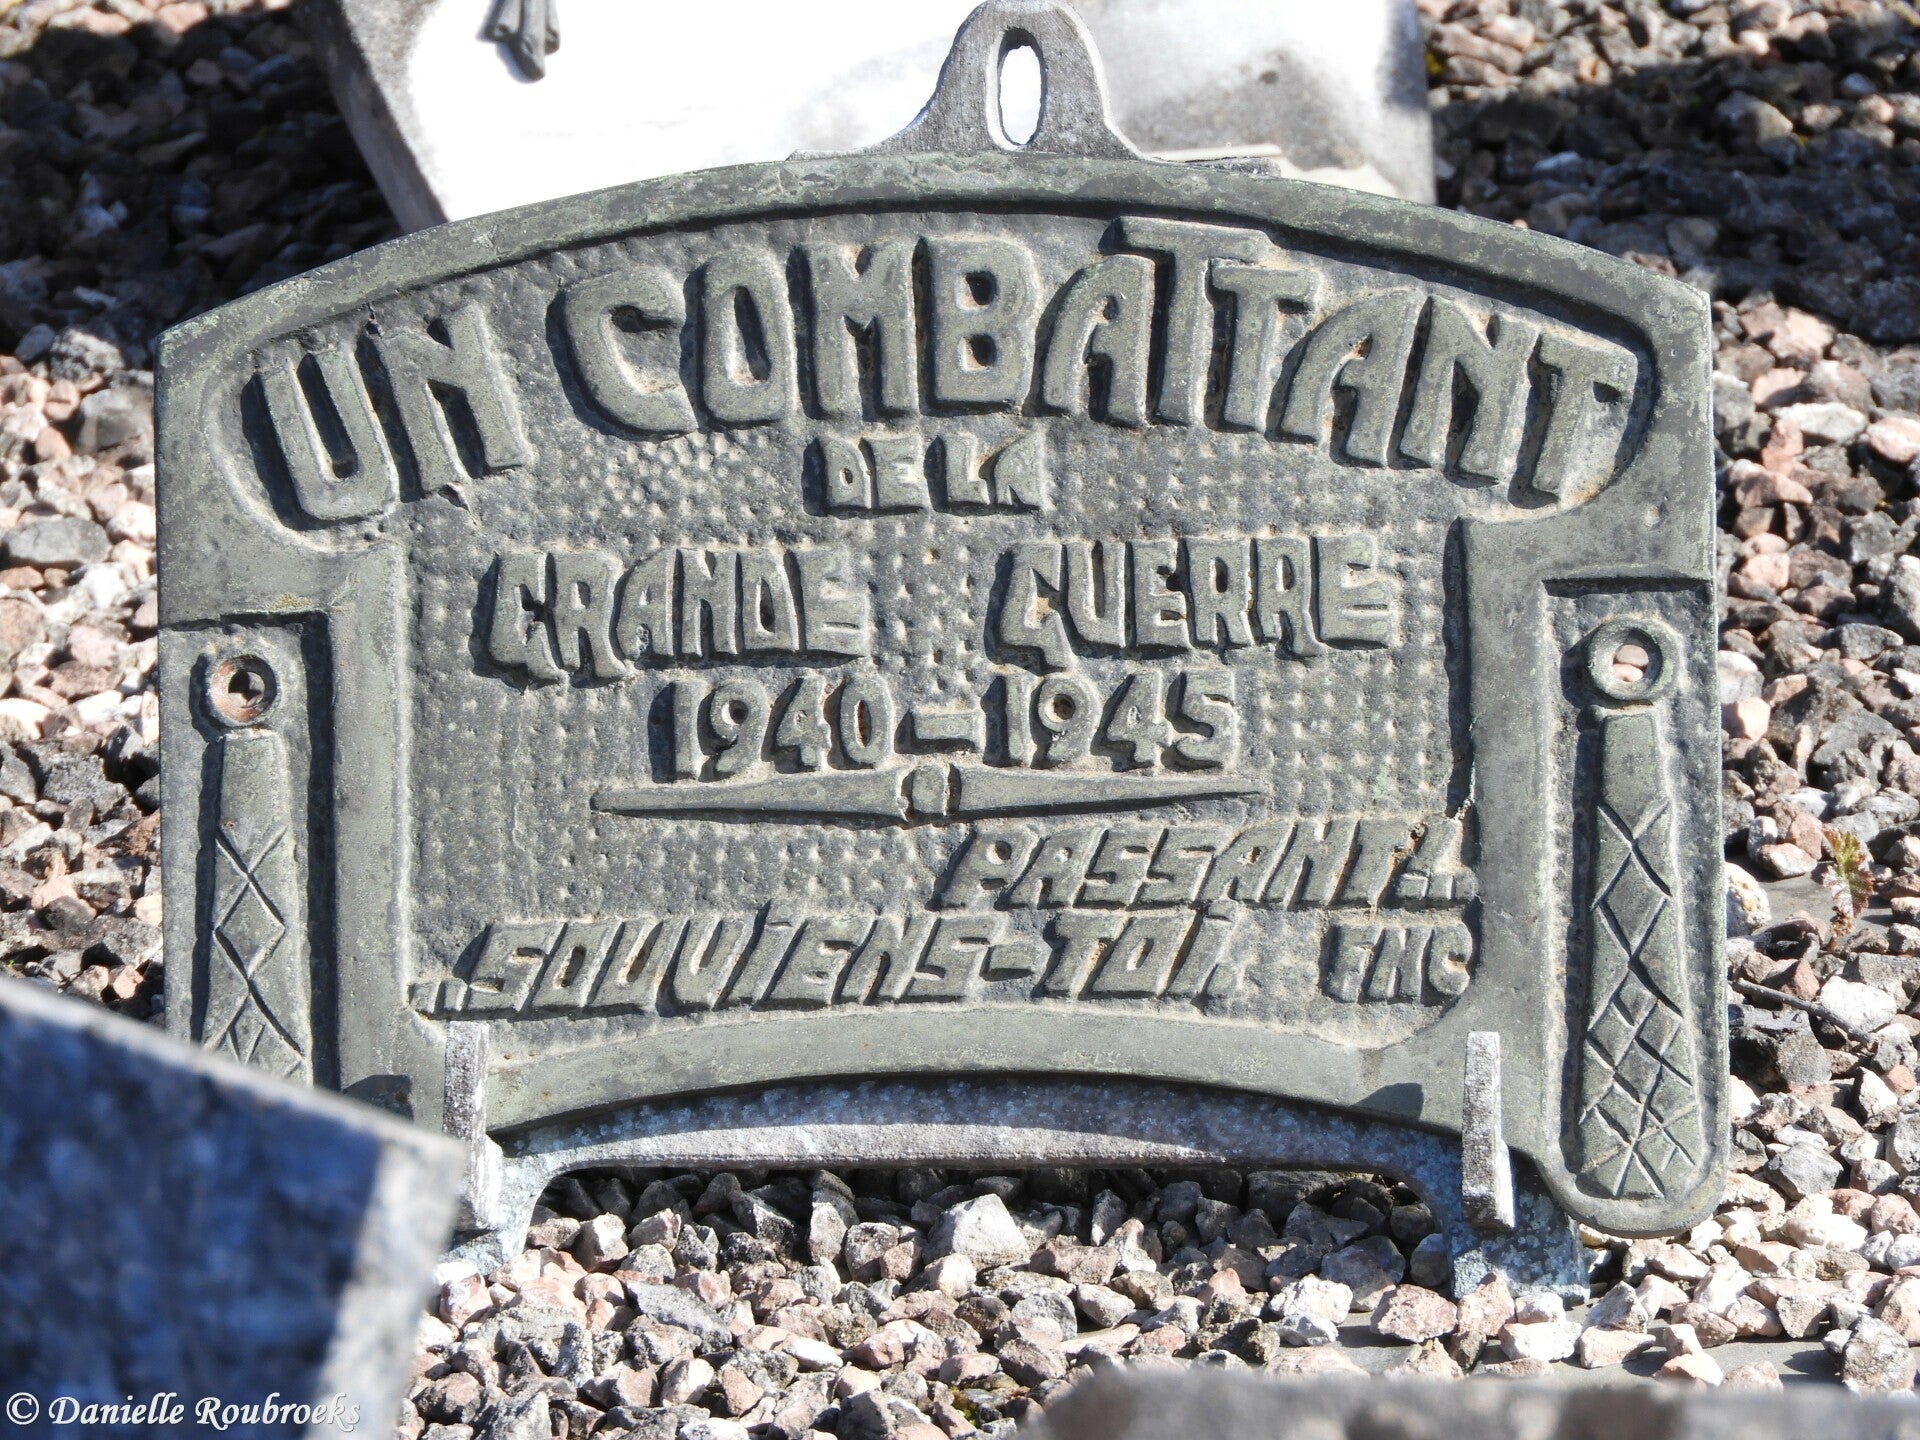 UN COMBATTANT
DE LA
GRANDE GUERRE
1940-1945
PASSANT...
...SOUVIENS-TOI. FNC
© Danielle Roubroeks